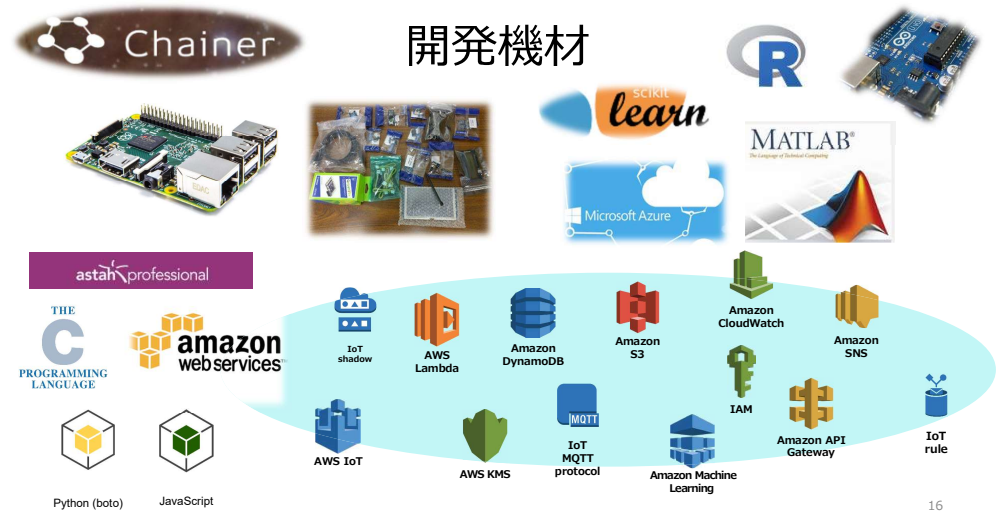 Chainer
開発機材
R
scikit
learn
MATLAB®
The Language of Technical Computing
Microsoft Azure
EDAC
astah professional
THE
C
PROGRAMMING
LANGUAGE
amazon
web services™
IoT
shadow
AWS
Lambda
Amazon
DynamoDB
Amazon
S3
Amazon
CloudWatch
Amazon
SNS
AWS IoT
AWS KMS
MQTT
IoT
MQTT
protocol
IAM
Amazon Machine
Learning
Amazon API
Gateway
IoT
rule
Python (boto)
JavaScript
16